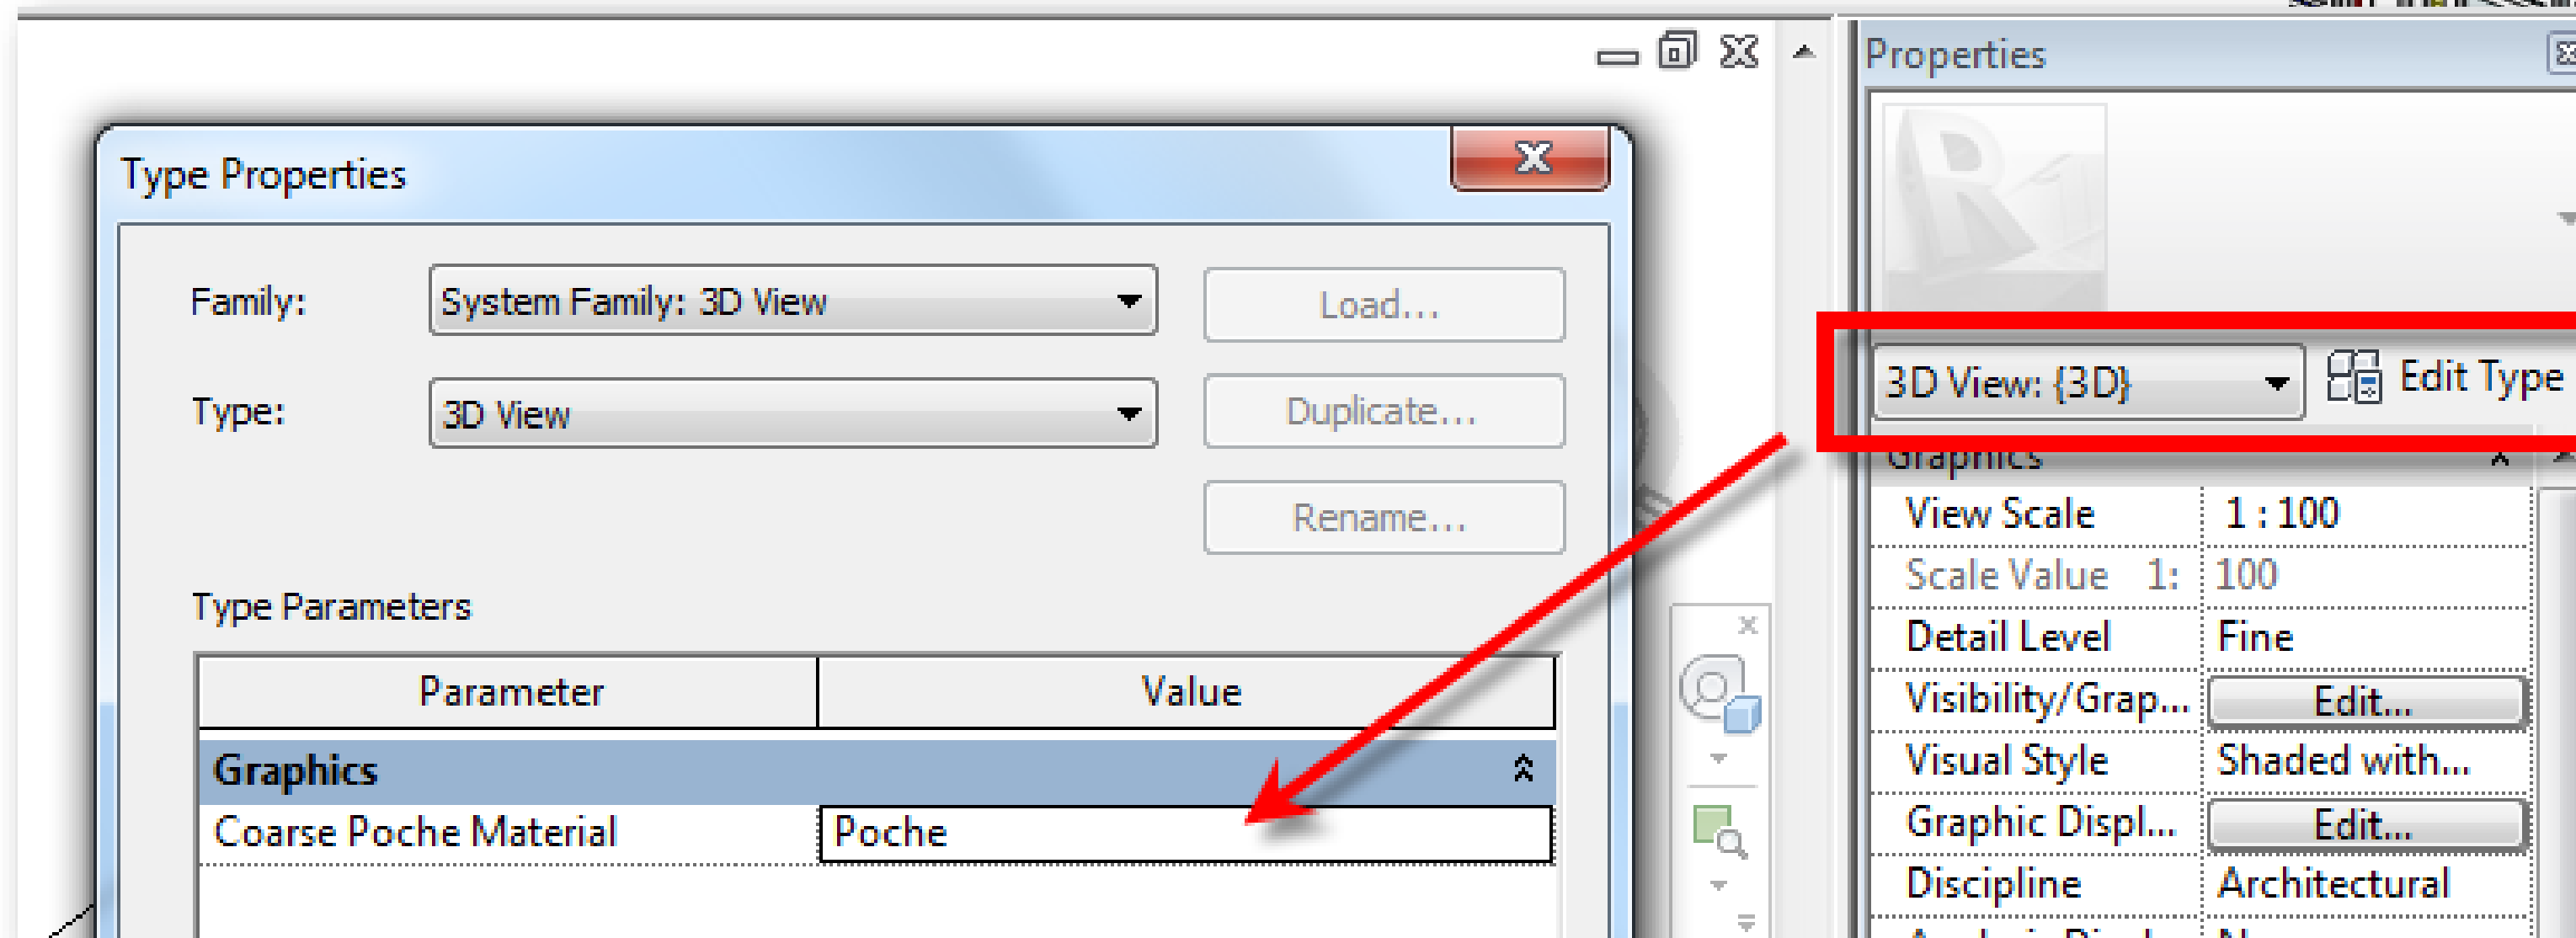 Type Properties
Family:
System Family: 3D View
Load...
Type:
3D View
Duplicate...
Rename...
Type Parameters
Parameter
Value
Graphics
Coarse Poche Material
Poche
Properties
3D View: {3D}
Edit Type
Graphics
View Scale
1 : 100
Scale Value 1:
100
Detail Level
Fine
Visibility/Grap...
Edit...
Visual Style
Shaded with...
Graphic Displ...
Edit...
Discipline
Architectural